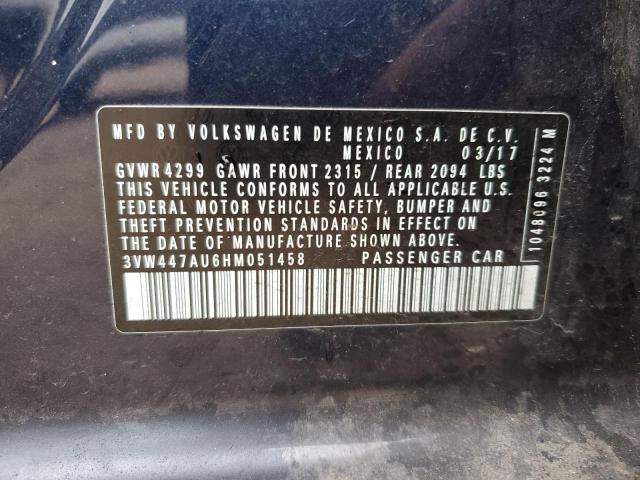 MFD BY VOLKSWAGEN DE MEXICO S.A. DE C.V.
MEXICO 03/17
GVWR 4299 GAWR FRONT 2315 / REAR 2094 LBS
THIS VEHICLE CONFORMS TO ALL APPLICABLE U.S.
FEDERAL MOTOR VEHICLE SAFETY, BUMPER AND
THEFT PREVENTION STANDARDS IN EFFECT ON
THE DATE OF MANUFACTURE SHOWN ABOVE.
3VW447AU6HM051458 PASSENGER CAR
1048096 3224 M